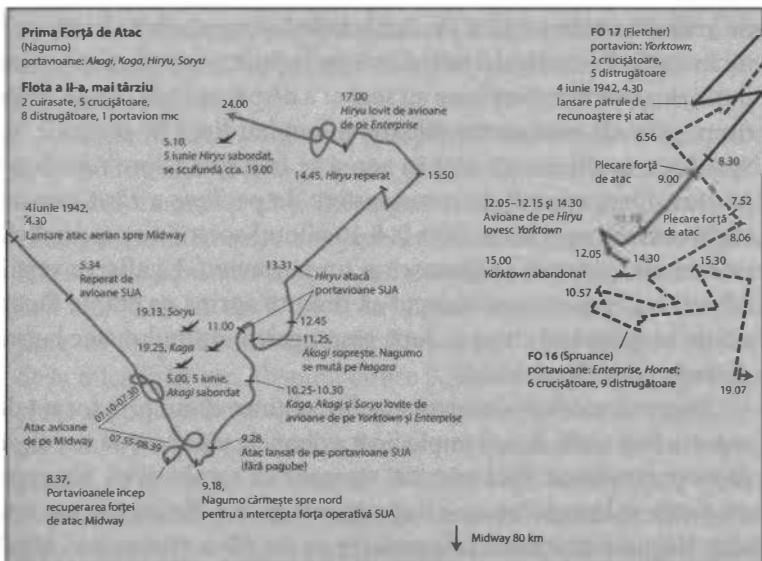 Prima Forță de Atac
(Nagumo)
portavioane: Akagi, Kaga, Hiryu, Soryu
Flota a II-a, mai târziu
2 cuirasate, 5 crucișătoare,
8 distrugătoare, 1 portavion mic
24.00
17.00
Hiryu lovit de avioane
de pe Enterprise
5.10,
5 iunie Hiryu sabordat,
se scufundă cca. 19.00
14.45, Hiryu reperat
15.50
4 iunie 1942,
4.30
Lansare atac aerian spre Midway
5.34
Reperat de
avioane SUA
13.31
Hiryu atacă
portavioane SUA
19.13, Soryu
11.00
12.45
19.25, Kaga
11.25,
Akagi soprește. Nagumo
se mută pe Nagara
5.00, 5 iunie,
Akagi sabordat
10.25-10.30
Kaga, Akagi și Soryu lovite de
avioane de pe Yorktown și Enterprise
07.10-07.30
Atac avioane
de pe Midway
07.55-08.39
9.28,
Atac lansat de pe portavioane SUA
(fără pagube)
8.37,
Portavioanele încep
recuperarea forței
de atac Midway
9.18,
Nagumo cârmește spre nord
pentru a intercepta forța operativă SUA
FO 17 (Fletcher)
portavion: Yorktown;
2 crucișătoare,
5 distrugătoare
4 iunie 1942, 4.30
lansare patrule de
recunoaștere și atac
6.56
8.30
Plecare forță
de atac
9.00
7.52
Plecare forță
de atac
8.06
12.05–12.15 și 14.30
Avioane de pe Hiryu
lovesc Yorktown
12.05
14.30
15.30
15,00
Yorktown abandonat
10.57
FO 16 (Spruance)
portavioane: Enterprise, Hornet;
6 crucișătoare, 9 distrugătoare
19.07
Midway 80 km